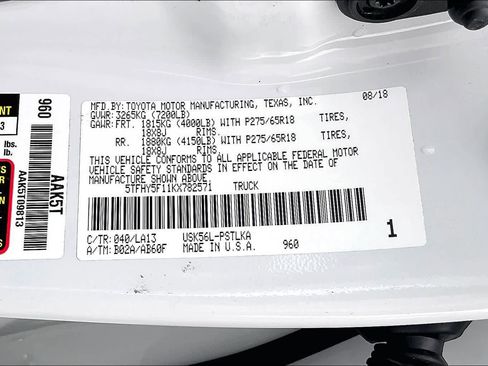 MFD.BY:TOYOTA MOTOR MANUFACTURING, TEXAS, INC. 08/18
GVWR:3265KG (7200LB)
GAWR:FRT. 1815KG (4000LB) WITH P275/65R18 TIRES,
18X8J RIMS.
RR. 1880KG (4150LB) WITH P275/65R18 TIRES,
18X8J RIMS.
THIS VEHICLE CONFORMS TO ALL APPLICABLE FEDERAL MOTOR
VEHICLE SAFETY STANDARDS IN EFFECT ON THE DATE OF
MANUFACTURE SHOWN ABOVE.
5TFHY5F11KX782571 TRUCK
1
C/TR:040/LA13 USK56L-PSTLKA
A/TM:B02A/AB60F MADE IN U.S.A. 960
960
AAK5T
AAK5T09813
lbs.
lb.